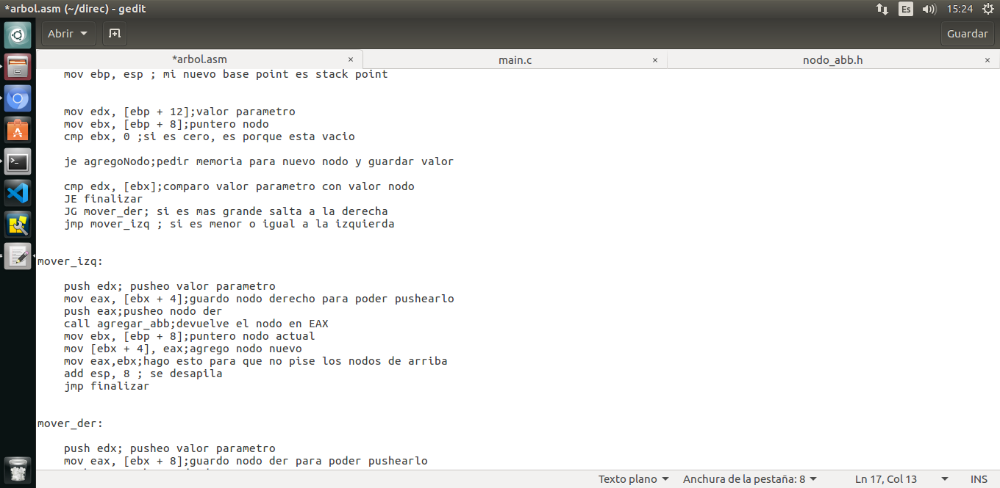 *arbol.asm (~/direc) - gedit
Es
15:24
Abrir
Guardar
*arbol.asm ×
main.c ×
nodo_abb.h ×
mov ebp, esp ; mi nuevo base point es stack point
mov edx, [ebp + 12];valor parametro
mov ebx, [ebp + 8];puntero nodo
cmp ebx, 0 ;si es cero, es porque esta vacio
je agregoNodo;pedir memoria para nuevo nodo y guardar valor
cmp edx, [ebx];comparo valor parametro con valor nodo
JE finalizar
JG mover_der; si es mas grande salta a la derecha
jmp mover_izq ; si es menor o igual a la izquierda
mover_izq:
push edx; pusheo valor parametro
mov eax, [ebx + 4];guardo nodo derecho para poder pushearlo
push eax;pusheo nodo der
call agregar_abb;devuelve el nodo en EAX
mov ebx, [ebp + 8];puntero nodo actual
mov [ebx + 4], eax;agrego nodo nuevo
mov eax,ebx;hago esto para que no pise los nodos de arriba
add esp, 8 ; se desapila
jmp finalizar
mover_der:
push edx; pusheo valor parametro
mov eax, [ebx + 8];guardo nodo der para poder pushearlo
Texto plano
Anchura de la pestaña: 8
Ln 17, Col 13
INS